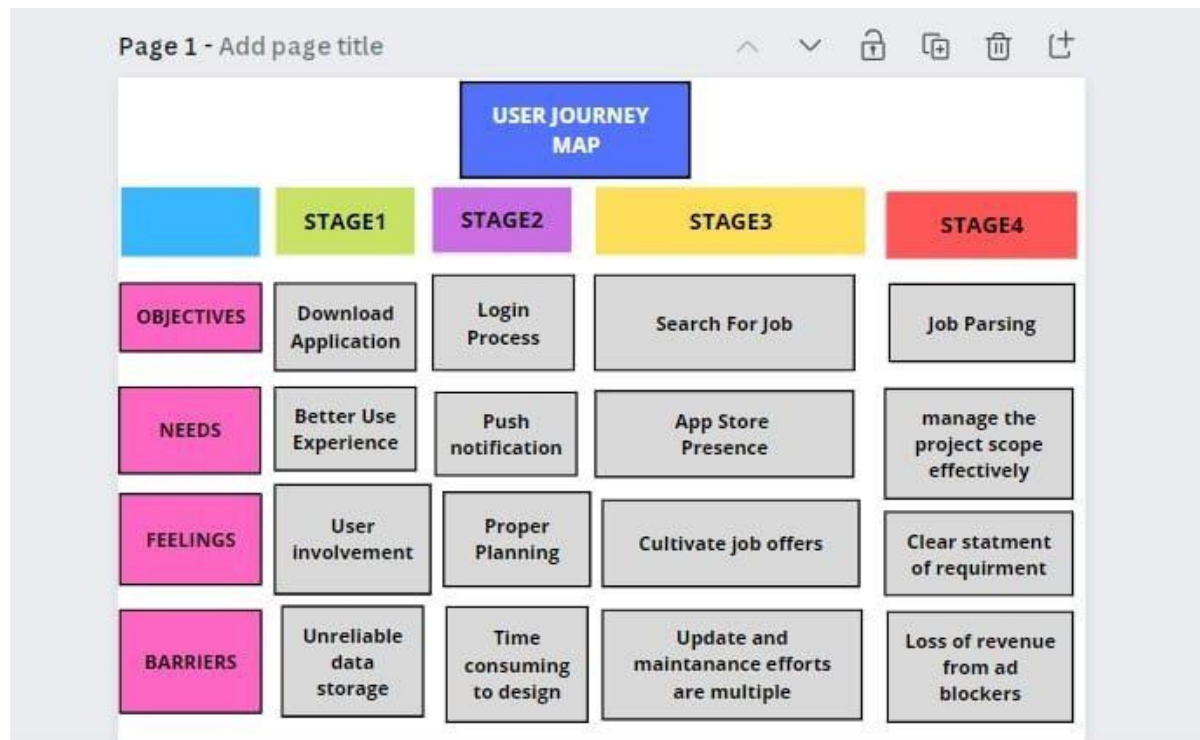 Page 1 - Add page title
USER JOURNEY
MAP
STAGE1
STAGE2
STAGE3
STAGE4
OBJECTIVES
Download
Application
Login
Process
Search For Job
Job Parsing
NEEDS
Better Use
Experience
Push
notification
App Store
Presence
manage the
project scope
effectively
FEELINGS
User
involvement
Proper
Planning
Cultivate job offers
Clear statment
of requirment
BARRIERS
Unreliable
data
storage
Time
consuming
to design
Update and
maintanance efforts
are multiple
Loss of revenue
from ad
blockers